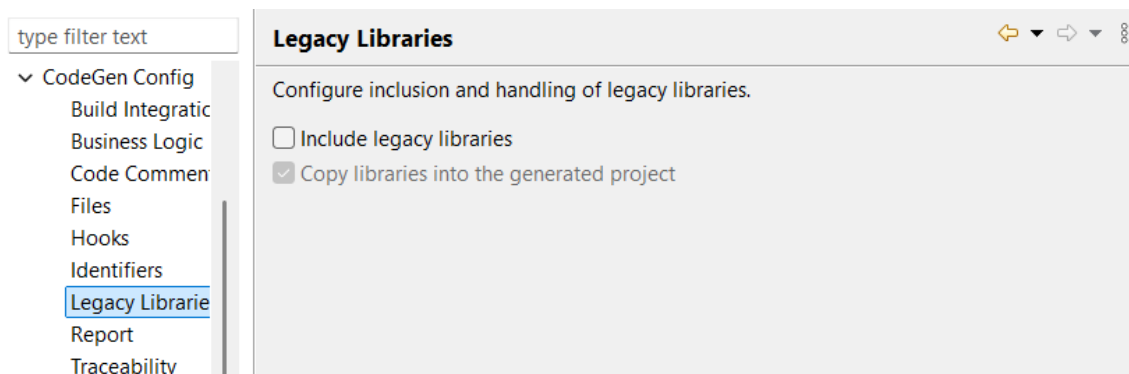 type filter text
CodeGen Config
Build Integratic
Business Logic
Code Commen
Files
Hooks
Identifiers
Legacy Librarie
Report
Traceability
Legacy Libraries
Configure inclusion and handling of legacy libraries.
Include legacy libraries
Copy libraries into the generated project